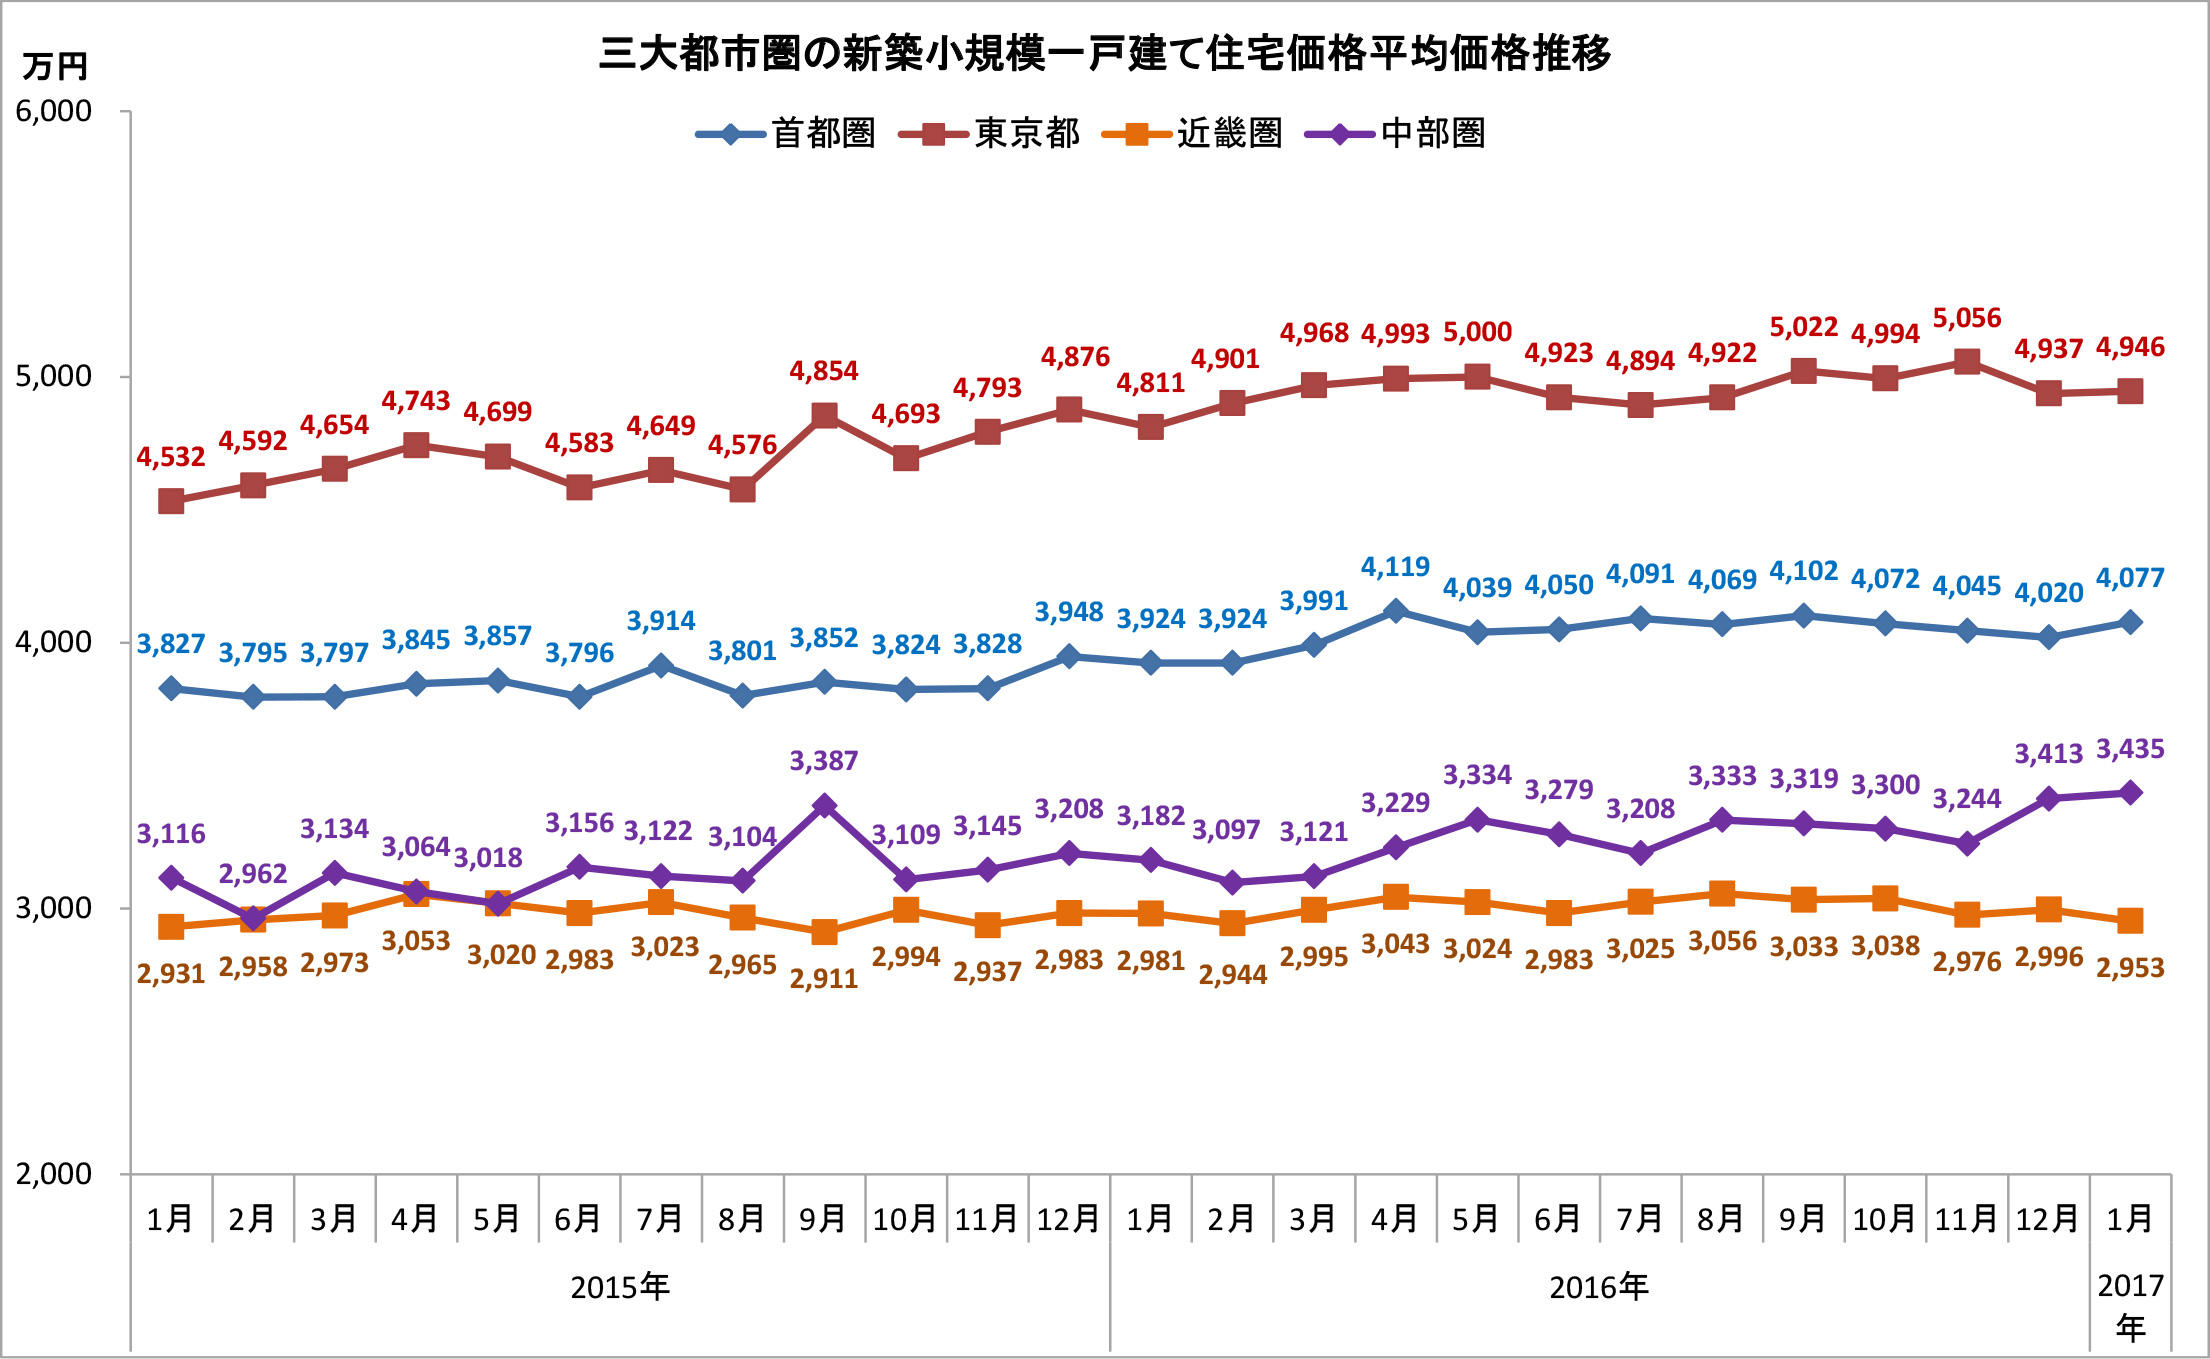 三大都市圏の新築小規模一戸建て住宅価格平均価格推移
万円
首都圏 東京都 近畿圏 中部圏
6,000
5,000
4,000
3,000
2,000
4,532 4,592 4,654 4,743 4,699 4,583 4,649 4,576 4,854 4,693 4,793 4,876 4,811 4,901 4,968 4,993 5,000 4,923 4,894 4,922 5,022 4,994 5,056 4,937 4,946
3,827 3,795 3,797 3,845 3,857 3,796 3,914 3,801 3,852 3,824 3,828 3,948 3,924 3,924 3,991 4,119 4,039 4,050 4,091 4,069 4,102 4,072 4,045 4,020 4,077
3,116 2,962 3,134 3,064 3,018 3,156 3,122 3,104 3,387 3,109 3,145 3,208 3,182 3,097 3,121 3,229 3,334 3,279 3,208 3,333 3,319 3,300 3,244 3,413 3,435
2,931 2,958 2,973 3,053 3,020 2,983 3,023 2,965 2,911 2,994 2,937 2,983 2,981 2,944 2,995 3,043 3,024 2,983 3,025 3,056 3,033 3,038 2,976 2,996 2,953
1月 2月 3月 4月 5月 6月 7月 8月 9月 10月 11月 12月 1月 2月 3月 4月 5月 6月 7月 8月 9月 10月 11月 12月 1月
2015年 2016年 2017
年